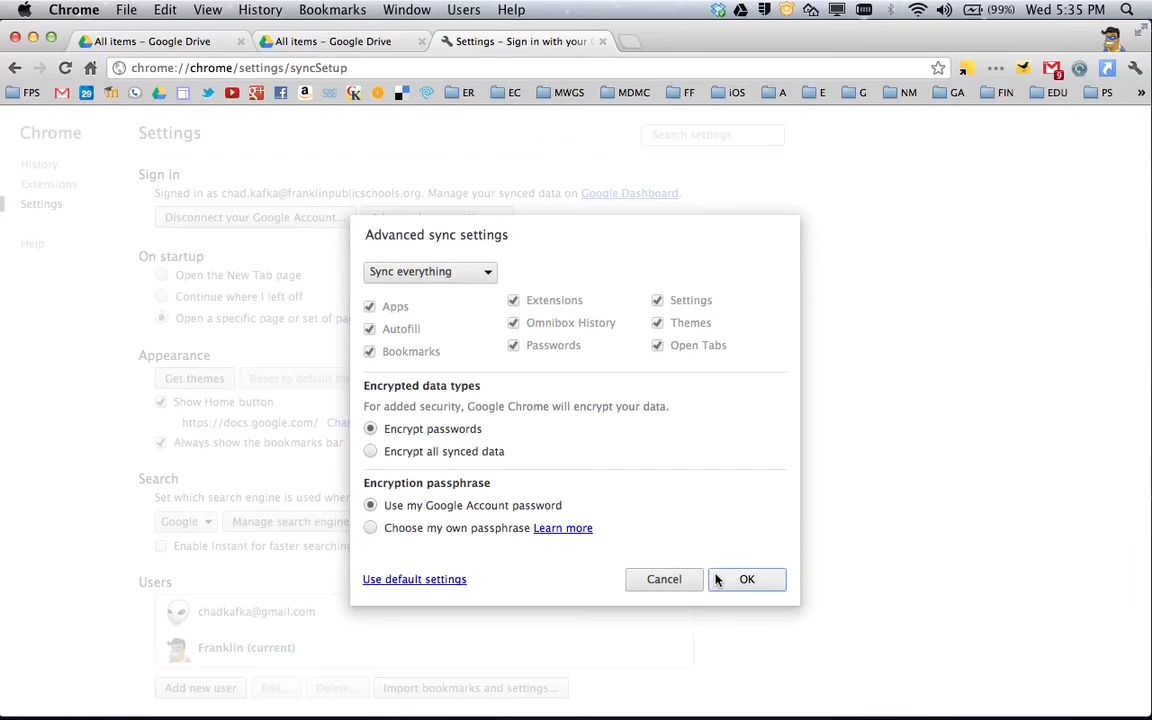 Chrome File Edit View History Bookmarks Window Users Help (99%) Wed 5:35 PM
All items - Google Drive All items - Google Drive Settings - Sign in with your
chrome://chrome/settings/syncSetup
FPS 29 ER EC MWGS MDMC FF iOS A E G NM GA FIN EDU PS »
9
Chrome
History
Extensions
Settings
Help
Settings
Search settings
Sign in
Signed in as chad.kafka@franklinpublicschools.org. Manage your synced data on Google Dashboard.
Disconnect your Google Account...
On startup
Open the New Tab page
Continue where I left off
Open a specific page or set of pa
Appearance
Get themes Reset to default th
Show Home button
https://docs.google.com/ Chan
Always show the bookmarks bar
Search
Set which search engine is used when
Google Manage search engine
Enable Instant for faster searching
Users
chadkafka@gmail.com
Franklin (current)
Add new user Edit... Delete... Import bookmarks and settings...
Advanced sync settings
Sync everything
Apps Extensions Settings
Autofill Omnibox History Themes
Bookmarks Passwords Open Tabs
Encrypted data types
For added security, Google Chrome will encrypt your data.
Encrypt passwords
Encrypt all synced data
Encryption passphrase
Use my Google Account password
Choose my own passphrase Learn more
Use default settings Cancel OK